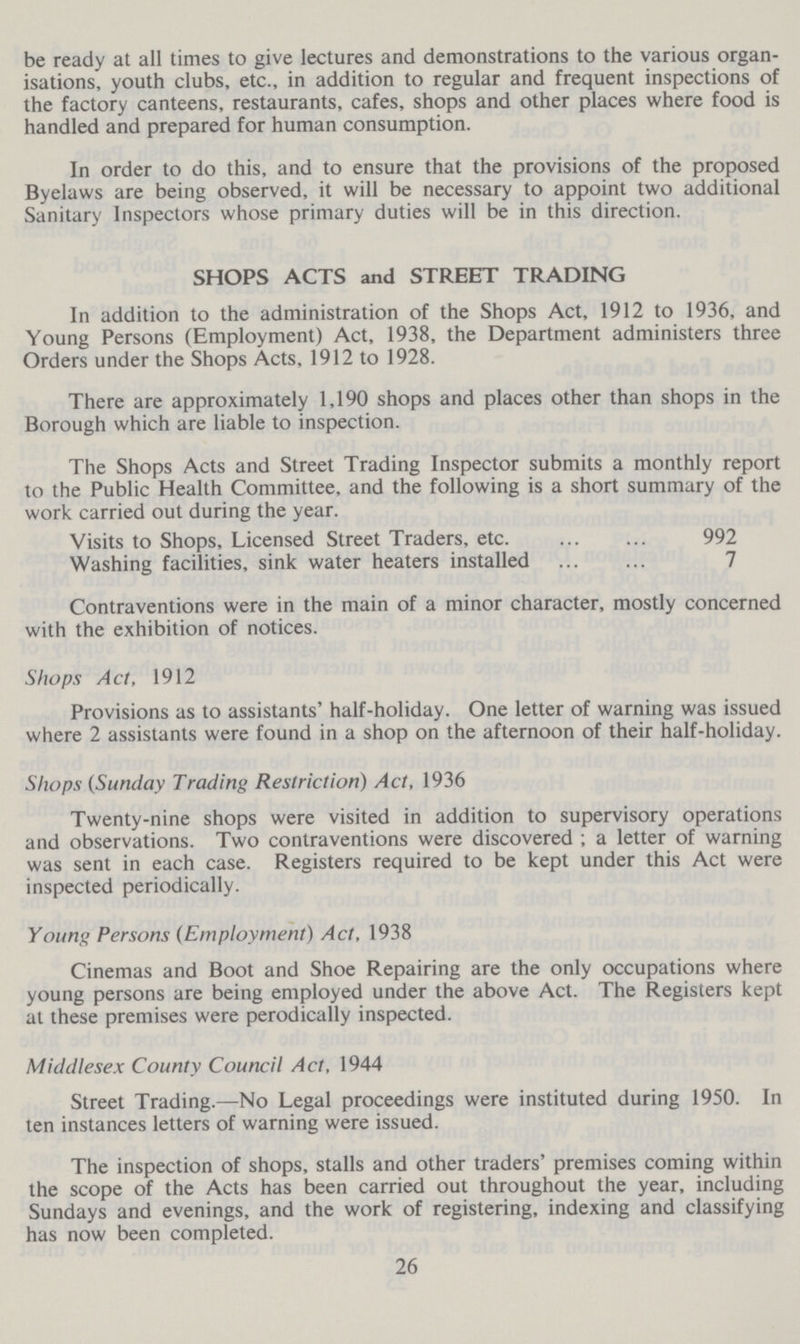 be ready at all times to give lectures and demonstrations to the various organ-
isations, youth clubs, etc., in addition to regular and frequent inspections of
the factory canteens, restaurants, cafes, shops and other places where food is
handled and prepared for human consumption.
In order to do this, and to ensure that the provisions of the proposed
Byelaws are being observed, it will be necessary to appoint two additional
Sanitary Inspectors whose primary duties will be in this direction.
SHOPS ACTS and STREET TRADING
In addition to the administration of the Shops Act, 1912 to 1936, and
Young Persons (Employment) Act, 1938, the Department administers three
Orders under the Shops Acts, 1912 to 1928.
There are approximately 1,190 shops and places other than shops in the
Borough which are liable to inspection.
The Shops Acts and Street Trading Inspector submits a monthly report
to the Public Health Committee, and the following is a short summary of the
work carried out during the year.
Visits to Shops, Licensed Street Traders, etc. ... ... 992
Washing facilities, sink water heaters installed ... ... 7
Contraventions were in the main of a minor character, mostly concerned
with the exhibition of notices.
Shops Act, 1912
Provisions as to assistants' half-holiday. One letter of warning was issued
where 2 assistants were found in a shop on the afternoon of their half-holiday.
Shops (Sunday Trading Restriction) Act, 1936
Twenty-nine shops were visited in addition to supervisory operations
and observations. Two contraventions were discovered ; a letter of warning
was sent in each case. Registers required to be kept under this Act were
inspected periodically.
Young Persons (Employment) Act, 1938
Cinemas and Boot and Shoe Repairing are the only occupations where
young persons are being employed under the above Act. The Registers kept
at these premises were perodically inspected.
Middlesex County Council Act, 1944
Street Trading.—No Legal proceedings were instituted during 1950. In
ten instances letters of warning were issued.
The inspection of shops, stalls and other traders' premises coming within
the scope of the Acts has been carried out throughout the year, including
Sundays and evenings, and the work of registering, indexing and classifying
has now been completed.
26